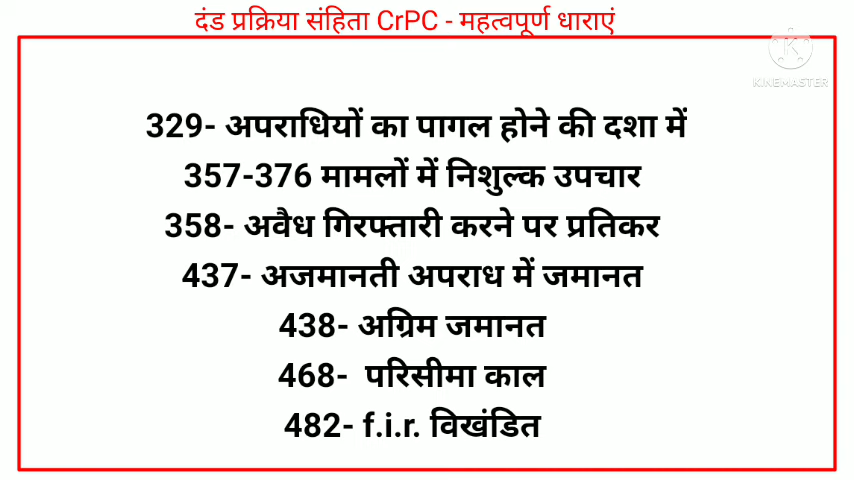 दंड प्रक्रिया संहिता CrPC - महत्वपूर्ण धाराएं
K
KINEMASTER
329- अपराधियों का पागल होने की दशा में
357-376 मामलों में निशुल्क उपचार
358- अवैध गिरफ्तारी करने पर प्रतिकर
437- अजमानती अपराध में जमानत
438- अग्रिम जमानत
468- परिसीमा काल
482- f.i.r. विखंडित